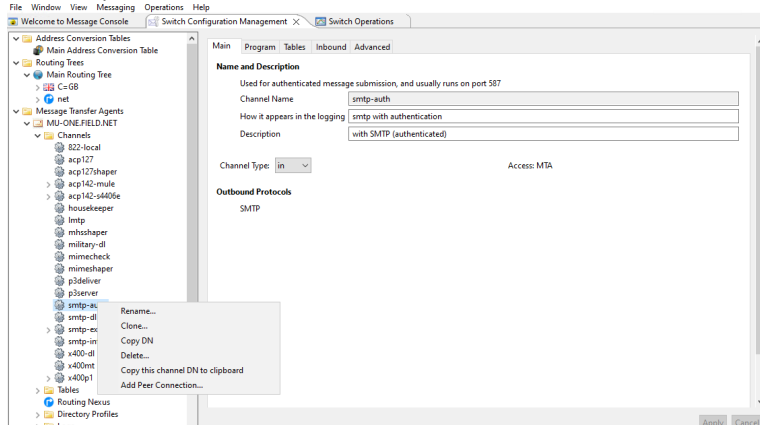 File Window View Messaging Operations Help
Welcome to Message Console Switch Configuration Management Switch Operations
Address Conversion Tables
Main Address Conversion Table
Routing Trees
Main Routing Tree
C=GB
net
Message Transfer Agents
MU-ONE.FIELD.NET
Channels
822-local
acp127
acp127shaper
acp142-mule
acp142-s4406e
housekeeper
lmtp
mhsshaper
military-dl
mimecheck
mimeshaper
p3deliver
p3server
smtp-au
smtp-dl
smtp-ex
smtp-in
x400-dl
x400mt
x400p1
Tables
Routing Nexus
Directory Profiles
Rename...
Clone...
Copy DN
Delete...
Copy this channel DN to clipboard
Add Peer Connection...
Main Program Tables Inbound Advanced
Name and Description
Used for authenticated message submission, and usually runs on port 587
Channel Name smtp-auth
How it appears in the logging smtp with authentication
Description with SMTP (authenticated)
Channel Type: in Access: MTA
Outbound Protocols
SMTP
Apply Cancel